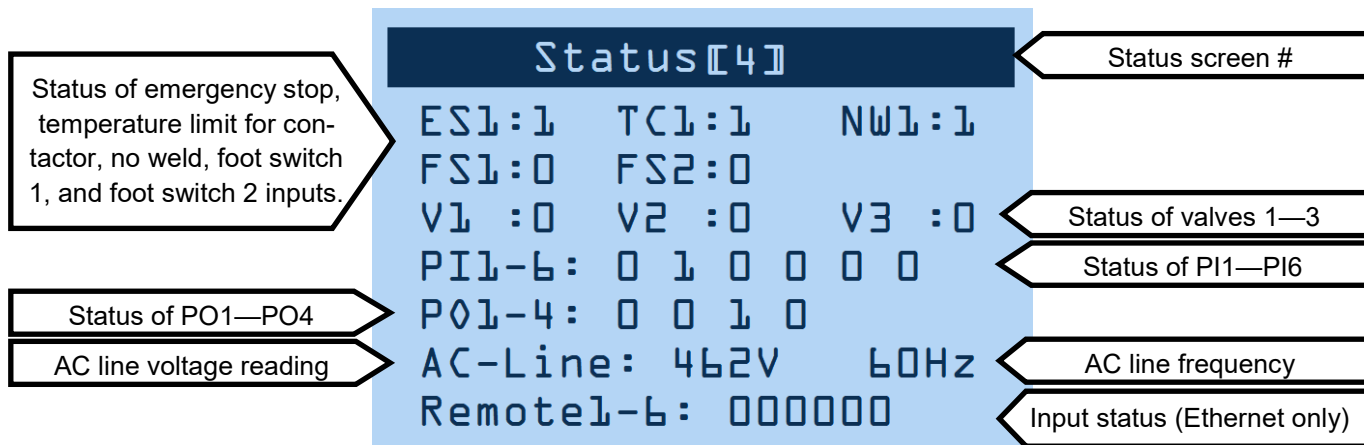 Status[4]
Status screen #
Status of emergency stop,
temperature limit for con-
tactor, no weld, foot switch
1, and foot switch 2 inputs.
ES1:1 TC1:1 NW1:1
FS1:0 FS2:0
V1 :0 V2 :0 V3 :0
Status of valves 1—3
PI1-6: 0 1 0 0 0 0
Status of PI1—PI6
Status of PO1—PO4
PO1-4: 0 0 1 0
AC line voltage reading
AC-Line: 462V 60Hz
AC line frequency
Remote1-6: 000000
Input status (Ethernet only)